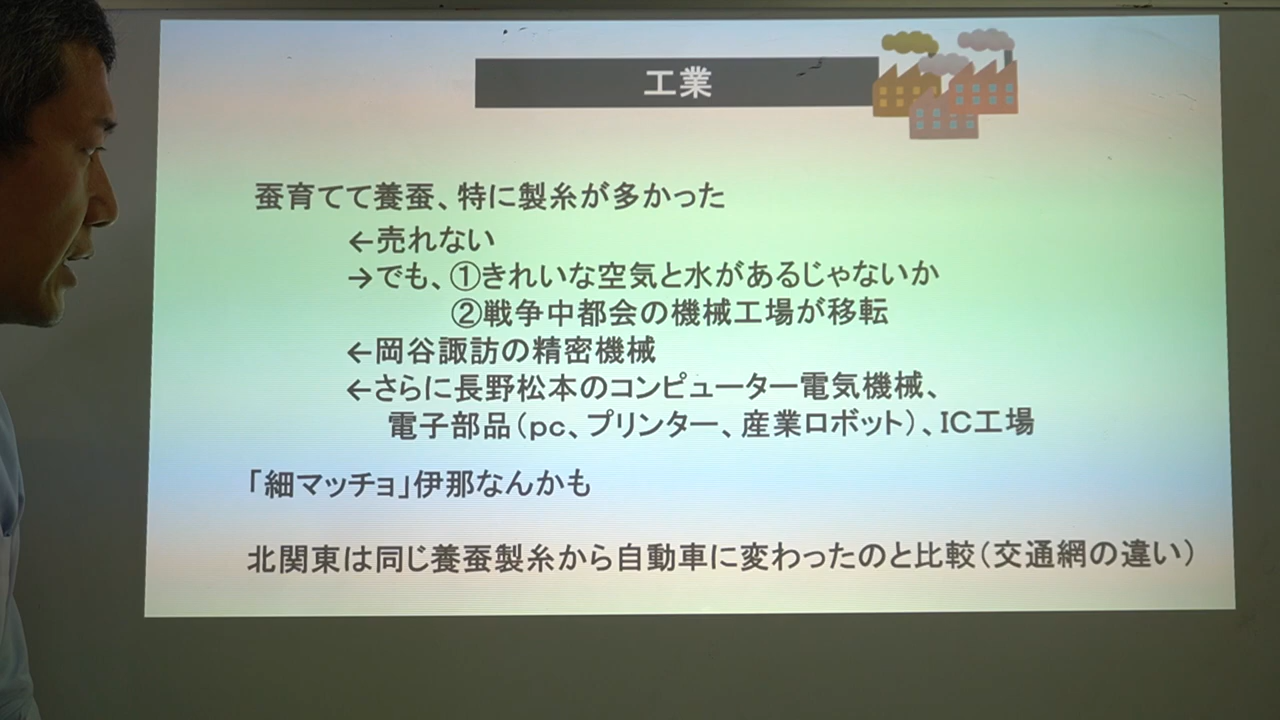 工業
蚕育てて養蚕、特に製糸が多かった
←売れない
→でも、①きれいな空気と水があるじゃないか
②戦争中都会の機械工場が移転
←岡谷諏訪の精密機械
←さらに長野松本のコンピューター電気機械、
電子部品(pc、プリンター、産業ロボット)、IC工場
「細マッチョ」伊那なんかも
北関東は同じ養蚕製糸から自動車に変わったのと比較(交通網の違い)